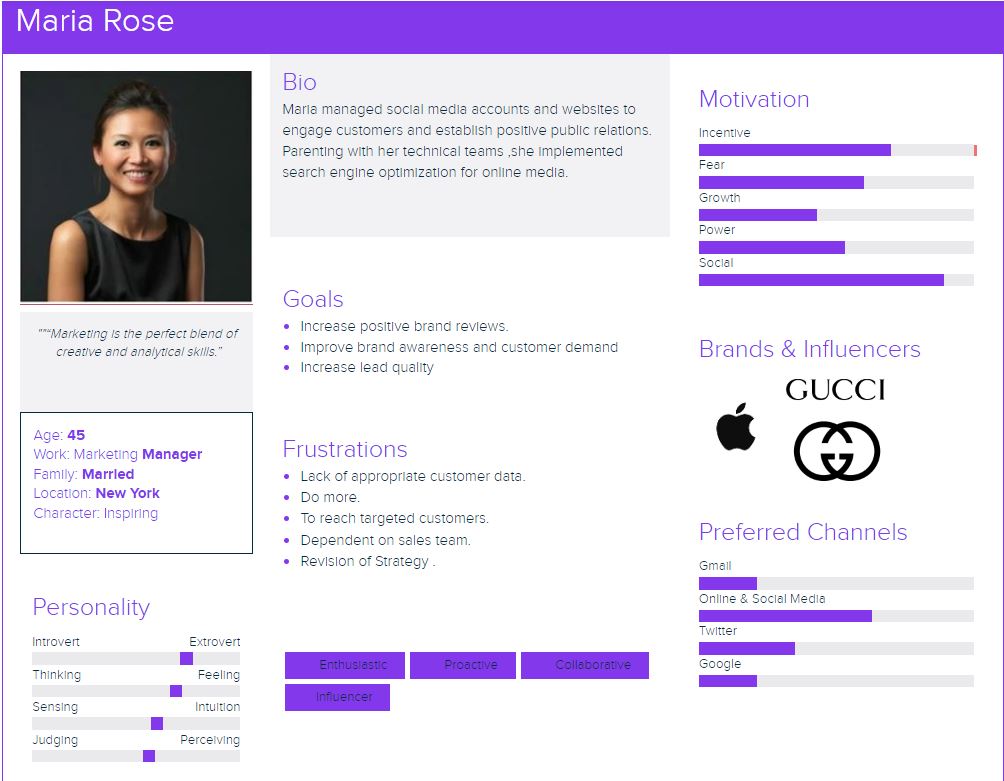 Maria Rose
"""“Marketing is the perfect blend of
creative and analytical skills.”
Age: 45
Work: Marketing Manager
Family: Married
Location: New York
Character: Inspiring
Personality
Introvert Extrovert
Thinking Feeling
Sensing Intuition
Judging Perceiving
Bio
Maria managed social media accounts and websites to
engage customers and establish positive public relations.
Parenting with her technical teams ,she implemented
search engine optimization for online media.
Goals
Increase positive brand reviews.
Improve brand awareness and customer demand
Increase lead quality
Frustrations
Lack of appropriate customer data.
Do more.
To reach targeted customers.
Dependent on sales team.
Revision of Strategy .
Enthusiastic Proactive Collaborative
Influencer
Motivation
Incentive
Fear
Growth
Power
Social
Brands & Influencers
GUCCI
Preferred Channels
Gmail
Online & Social Media
Twitter
Google